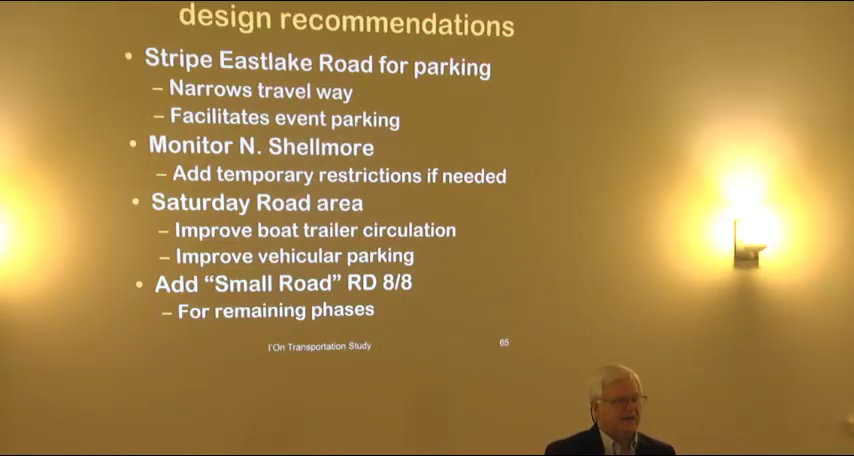 design recommendations
• Stripe Eastlake Road for parking
– Narrows travel way
– Facilitates event parking
• Monitor N. Shellmore
– Add temporary restrictions if needed
• Saturday Road area
– Improve boat trailer circulation
– Improve vehicular parking
• Add “Small Road” RD 8/8
– For remaining phases
I'On Transportation Study 65